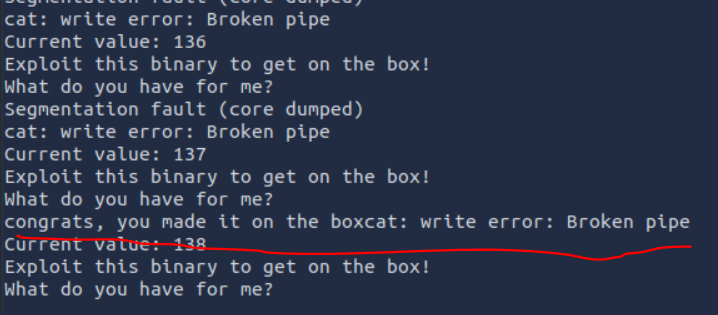 Segmentation fault (core dumped)
cat: write error: Broken pipe
Current value: 136
Exploit this binary to get on the box!
What do you have for me?
Segmentation fault (core dumped)
cat: write error: Broken pipe
Current value: 137
Exploit this binary to get on the box!
What do you have for me?
congrats, you made it on the boxcat: write error: Broken pipe
Current value: 138
Exploit this binary to get on the box!
What do you have for me?